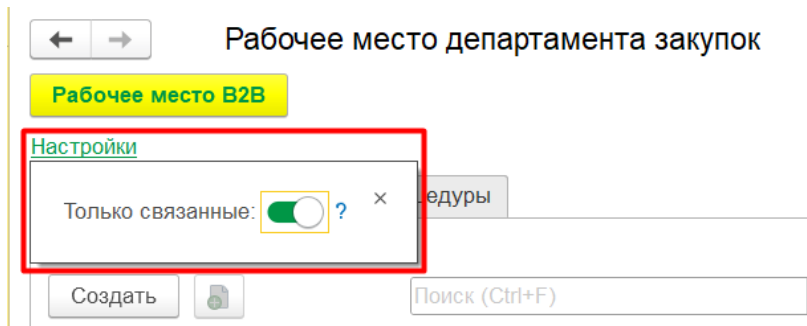 Рабочее место департамента закупок
Рабочее место B2B
Настройки
Только связанные: ?
едуры
Создать
Поиск (Ctrl+F)